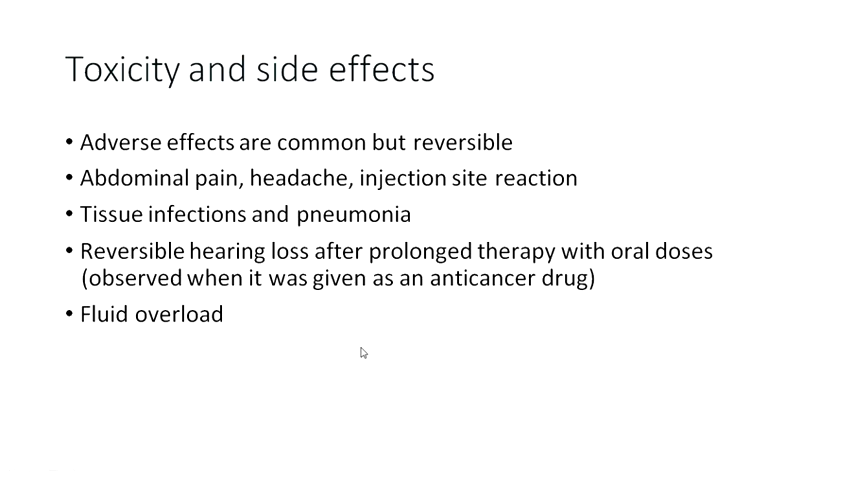 Toxicity and side effects
• Adverse effects are common but reversible
• Abdominal pain, headache, injection site reaction
• Tissue infections and pneumonia
• Reversible hearing loss after prolonged therapy with oral doses
(observed when it was given as an anticancer drug)
• Fluid overload